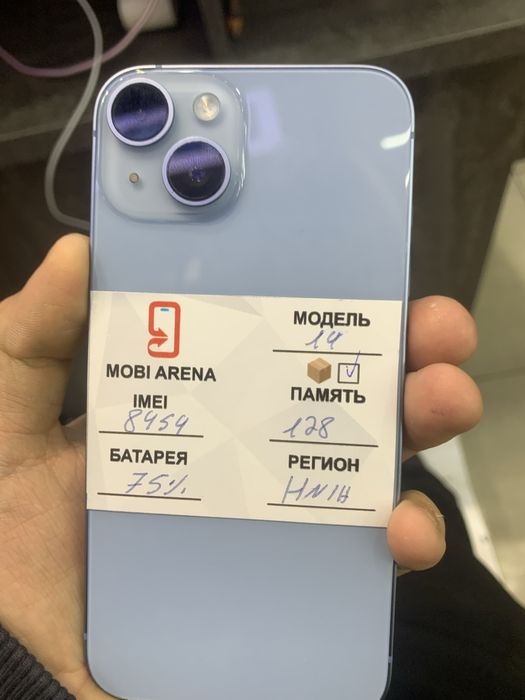 MOBI ARENA
IMEI
8454
БАТАРЕЯ
75%
МОДЕЛЬ
14
ПАМЯТЬ
128
РЕГИОН
HN/A